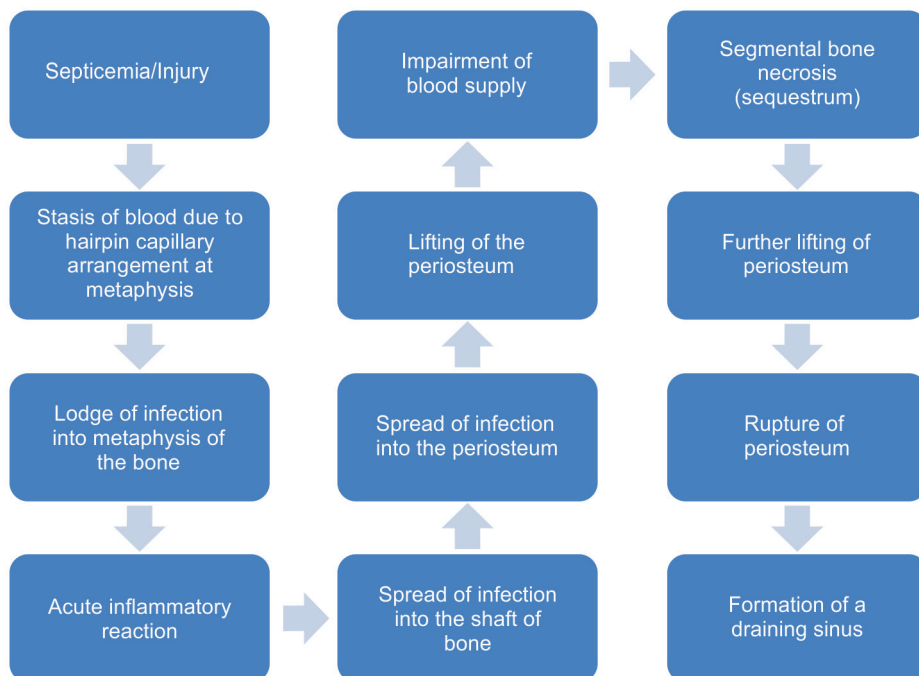 Septicemia/Injury
Stasis of blood due to
hairpin capillary
arrangement at
metaphysis
Lodge of infection
into metaphysis of
the bone
Acute inflammatory
reaction
Spread of infection
into the shaft of
bone
Spread of infection
into the periosteum
Lifting of the
periosteum
Impairment of
blood supply
Segmental bone
necrosis
(sequestrum)
Further lifting of
periosteum
Rupture of
periosteum
Formation of a
draining sinus